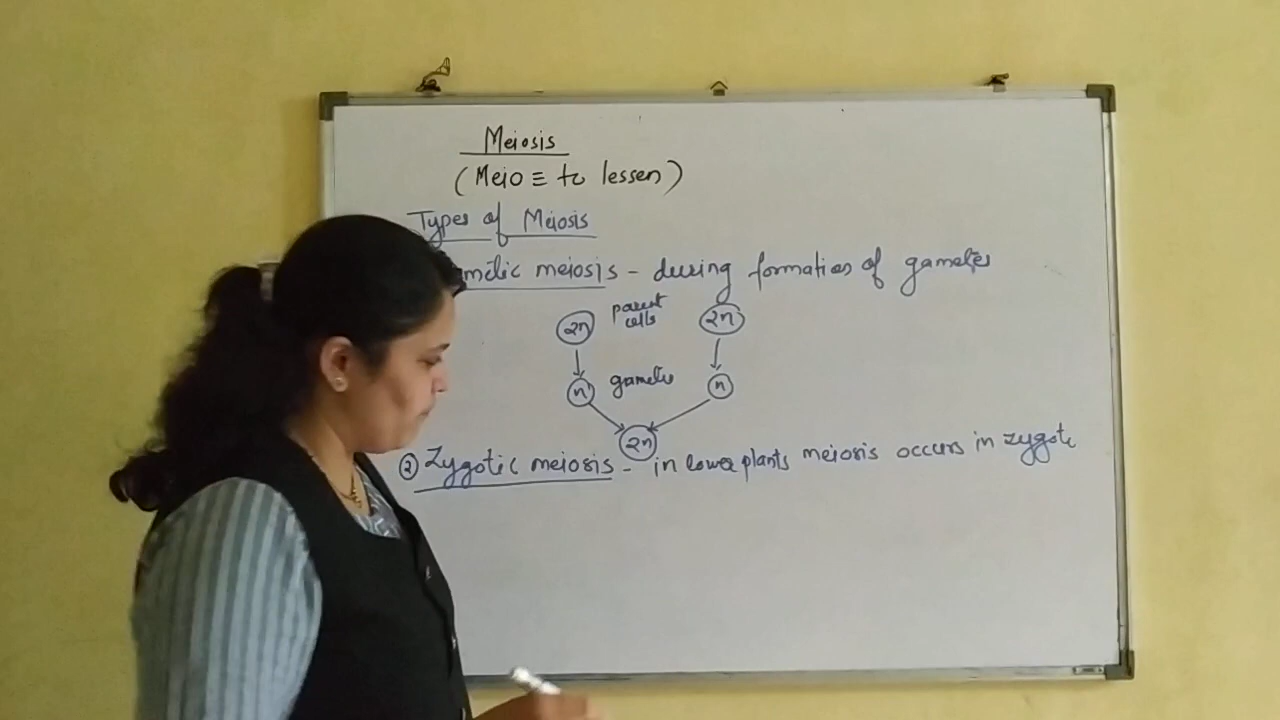 Meiosis
(Meio ≡ to lessen)
Types of Meiosis
metic meiosis - during formation of gametes
2n parent cells 2n
n gametes n
2n
② Zygotic meiosis - in lower plants meiosis occurs in zygote